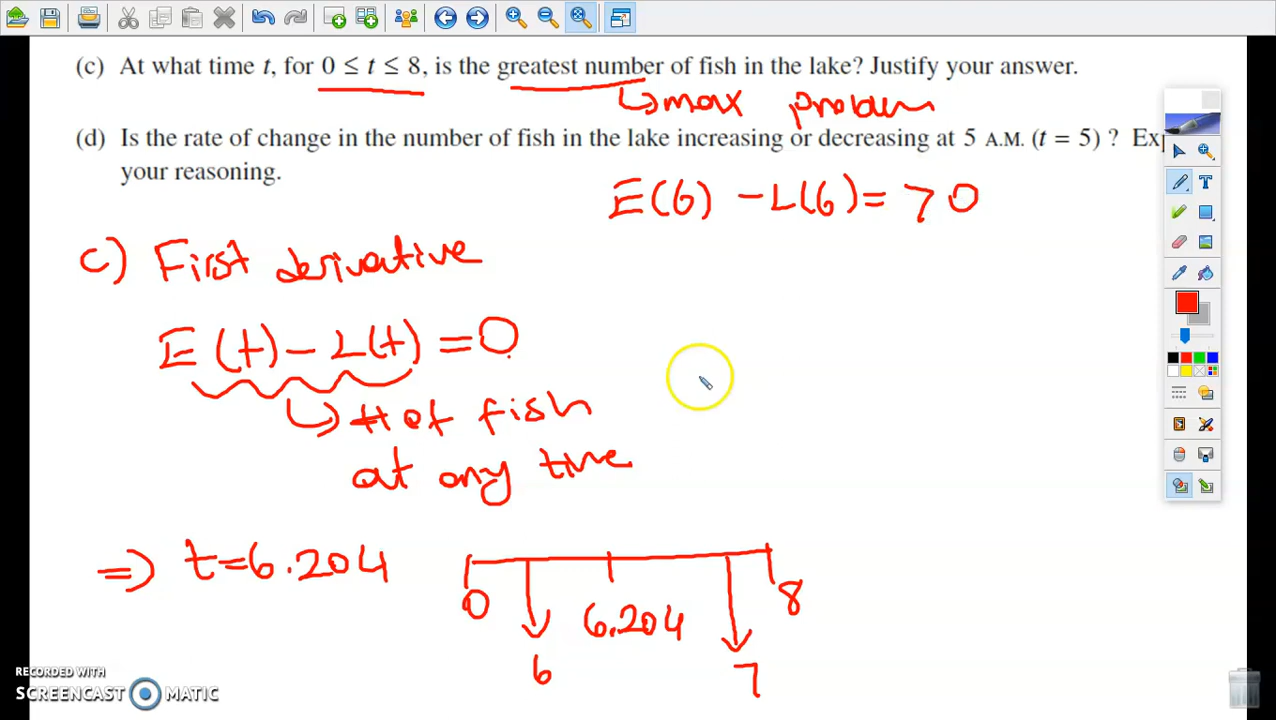 (c) At what time t, for 0 ≤ t ≤ 8, is the greatest number of fish in the lake? Justify your answer.
↳ max problem
(d) Is the rate of change in the number of fish in the lake increasing or decreasing at 5 A.M. (t = 5) ? Exp
your reasoning.
E(6) - L(6) = 70
c) First derivative
E(t) - L(t) = 0
↳ # of fish
at any time
⇒ t=6.204
0 6.204 8
6 7
RECORDED WITH
SCREENCAST O MATIC